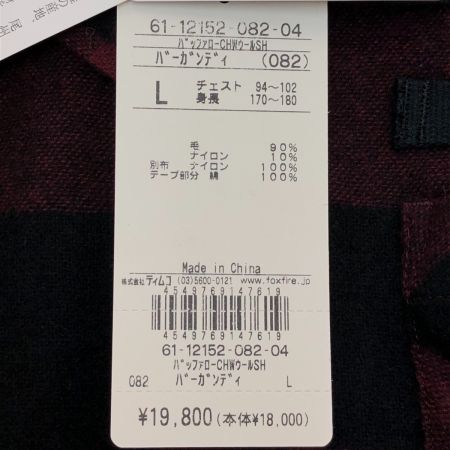 の産地、尾州
61-12152-082-04
ﾊﾞｯﾌｧﾛｰCHWｳｰﾙSH
ﾊﾞｰｶﾞﾝﾃﾞｨ (082)
L チェスト 94〜102
身長 170〜180
毛 90%
ナイロン 10%
別布 ナイロン 100%
テープ部分 綿 100%
Made in China
株式会社ティムコ (03)5600-0121 www.foxfire.jp
4549769147619
61-12152-082-04
ﾊﾞｯﾌｧﾛｰCHWｳｰﾙSH
082 ﾊﾞｰｶﾞﾝﾃﾞｨ L
¥19,800(本体¥18,000)